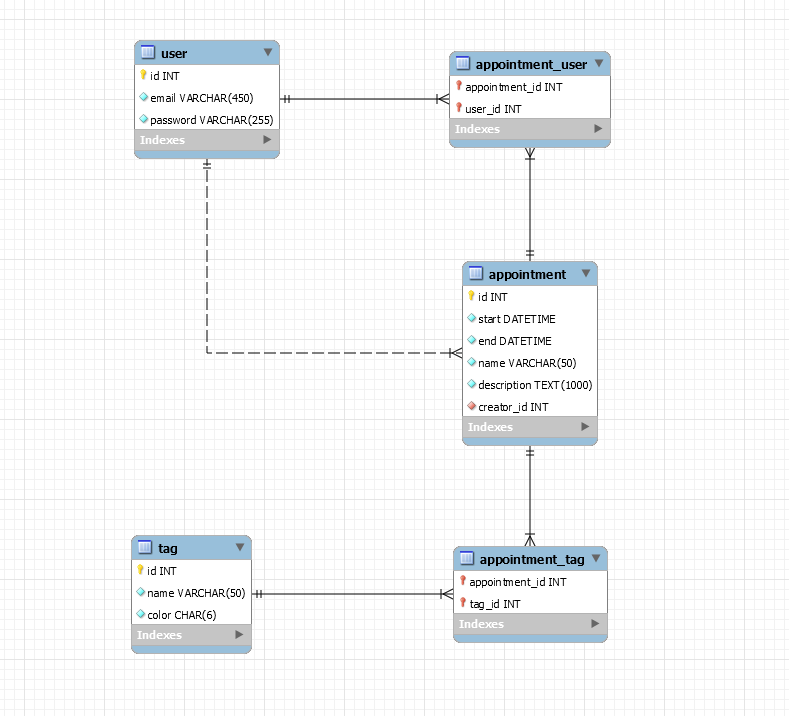 user
id INT
email VARCHAR(450)
password VARCHAR(255)
Indexes
appointment_user
appointment_id INT
user_id INT
Indexes
appointment
id INT
start DATETIME
end DATETIME
name VARCHAR(50)
description TEXT(1000)
creator_id INT
Indexes
tag
id INT
name VARCHAR(50)
color CHAR(6)
Indexes
appointment_tag
appointment_id INT
tag_id INT
Indexes